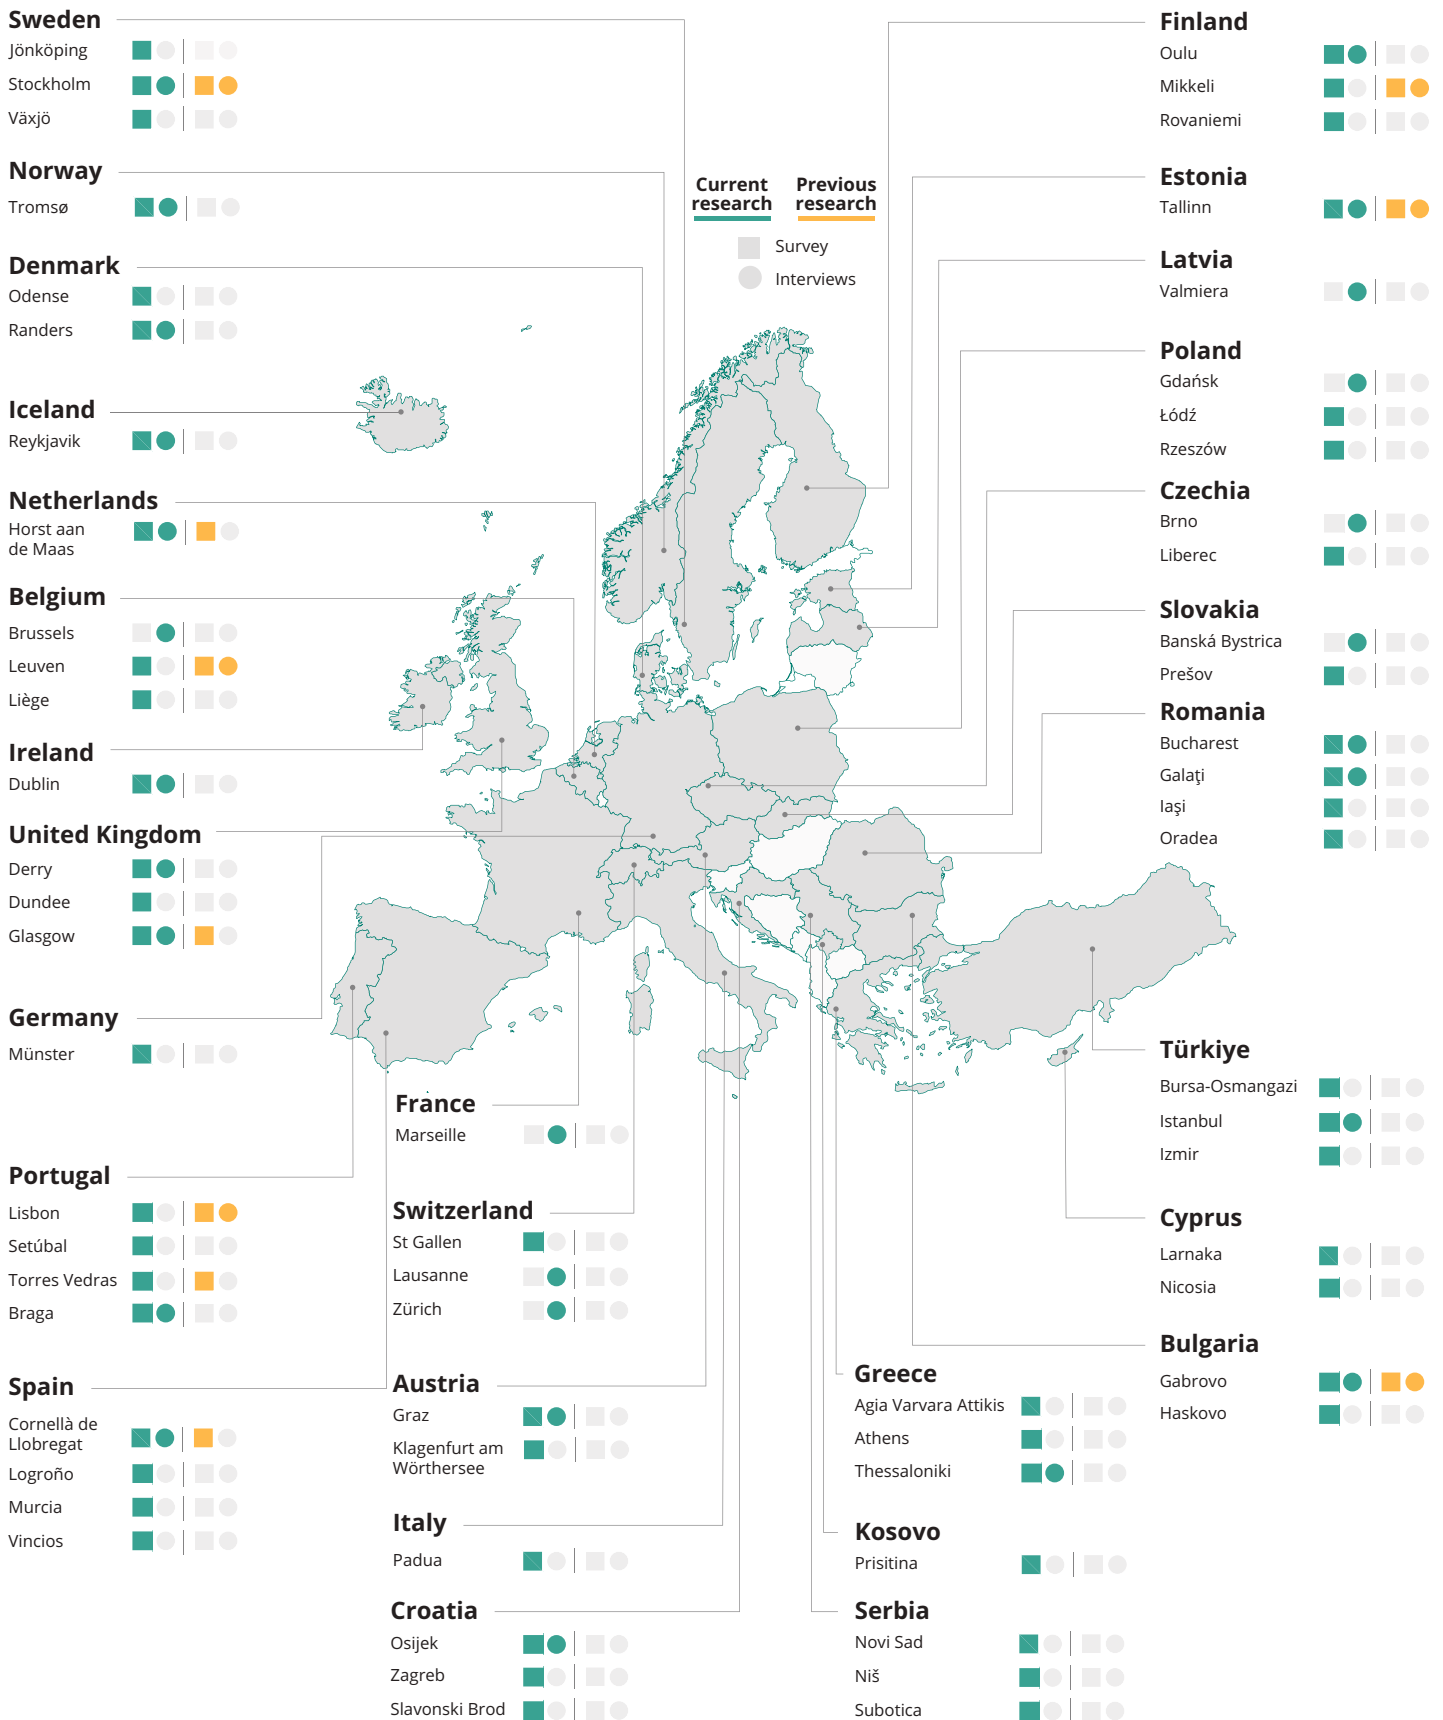 Sweden
Jönköping
Stockholm
Växjö
Norway
Tromsø
Denmark
Odense
Randers
Iceland
Reykjavik
Netherlands
Horst aan
de Maas
Belgium
Brussels
Leuven
Liège
Ireland
Dublin
United Kingdom
Derry
Dundee
Glasgow
Germany
Münster
Portugal
Lisbon
Setúbal
Torres Vedras
Braga
Spain
Cornellà de
Llobregat
Logroño
Murcia
Vincios
Current
research
Previous
research
Survey
Interviews
France
Marseille
Switzerland
St Gallen
Lausanne
Zürich
Austria
Graz
Klagenfurt am
Wörthersee
Italy
Padua
Croatia
Osijek
Zagreb
Slavonski Brod
Greece
Agia Varvara Attikis
Athens
Thessaloniki
Kosovo
Prisitina
Serbia
Novi Sad
Niš
Subotica
Finland
Oulu
Mikkeli
Rovaniemi
Estonia
Tallinn
Latvia
Valmiera
Poland
Gdańsk
Łódź
Rzeszów
Czechia
Brno
Liberec
Slovakia
Banská Bystrica
Prešov
Romania
Bucharest
Galaţi
Iaşi
Oradea
Türkiye
Bursa-Osmangazi
Istanbul
Izmir
Cyprus
Larnaka
Nicosia
Bulgaria
Gabrovo
Haskovo